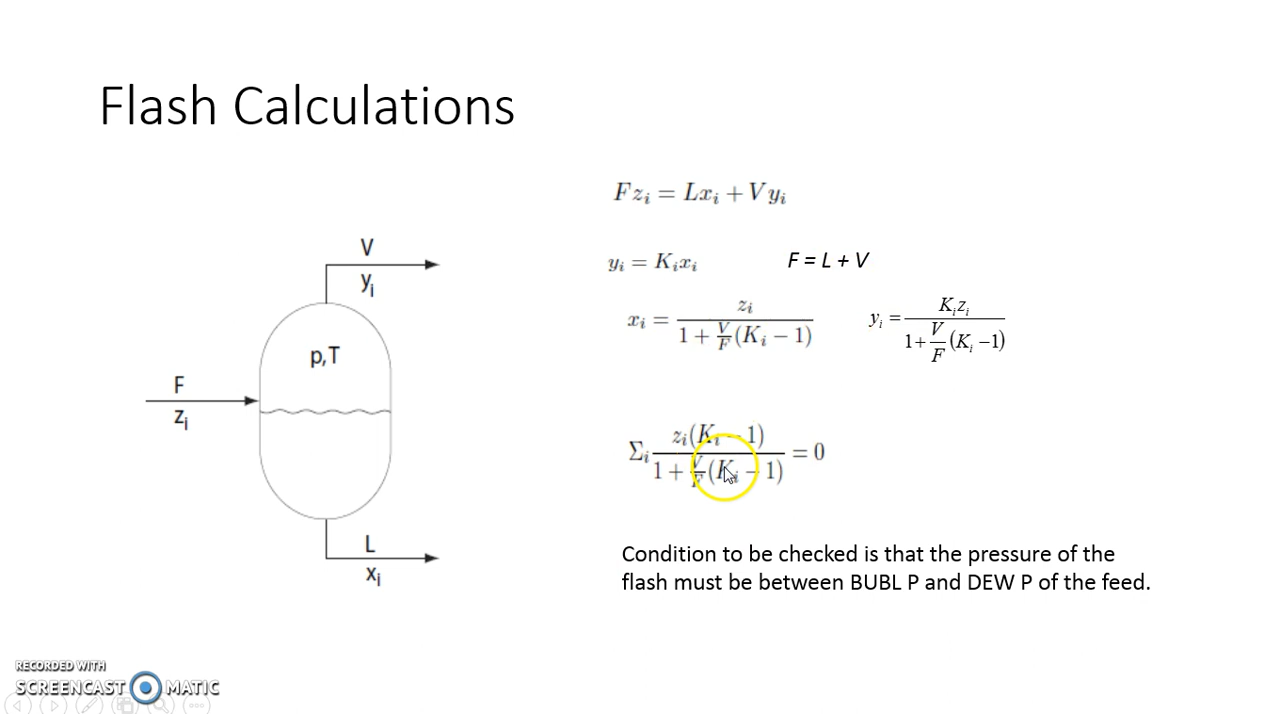 Flash Calculations
V
yᵢ
p,T
F
zᵢ
L
xᵢ
Fzᵢ = Lxᵢ + Vyᵢ
yᵢ = Kᵢxᵢ F = L + V
xᵢ = zᵢ / (1 + V/F (Kᵢ − 1)) yᵢ = Kᵢzᵢ / (1 + V/F (Kᵢ − 1))
Σᵢ zᵢ(Kᵢ − 1) / (1 + V/F (Kᵢ − 1)) = 0
Condition to be checked is that the pressure of the
flash must be between BUBL P and DEW P of the feed.
RECORDED WITH
SCREENCAST MATIC